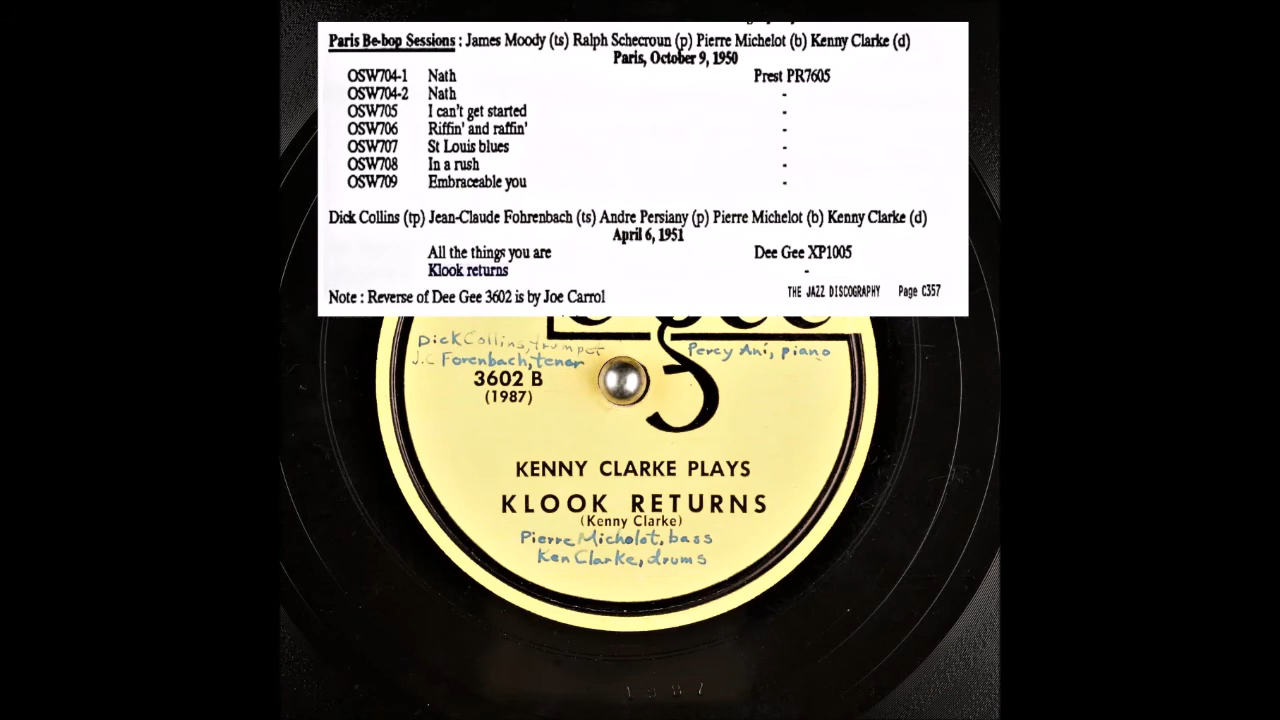 Paris Be-bop Sessions : James Moody (ts) Ralph Schecroun (p) Pierre Michelot (b) Kenny Clarke (d)
Paris, October 9, 1950
OSW704-1 Nath Prest PR7605
OSW704-2 Nath -
OSW705 I can't get started -
OSW706 Riffin' and raffin' -
OSW707 St Louis blues -
OSW708 In a rush -
OSW709 Embraceable you -
Dick Collins (tp) Jean-Claude Fohrenbach (ts) Andre Persiany (p) Pierre Michelot (b) Kenny Clarke (d)
April 6, 1951
All the things you are Dee Gee XP1005
Klook returns -
Note : Reverse of Dee Gee 3602 is by Joe Carrol THE JAZZ DISCOGRAPHY Page C357
Dick Collins, trumpet
J.C Forenbach, tenor
Percy Ani, piano
3602 B
(1987)
KENNY CLARKE PLAYS
KLOOK RETURNS
(Kenny Clarke)
Pierre Micholot, bass
Ken Clarke, drums
1987